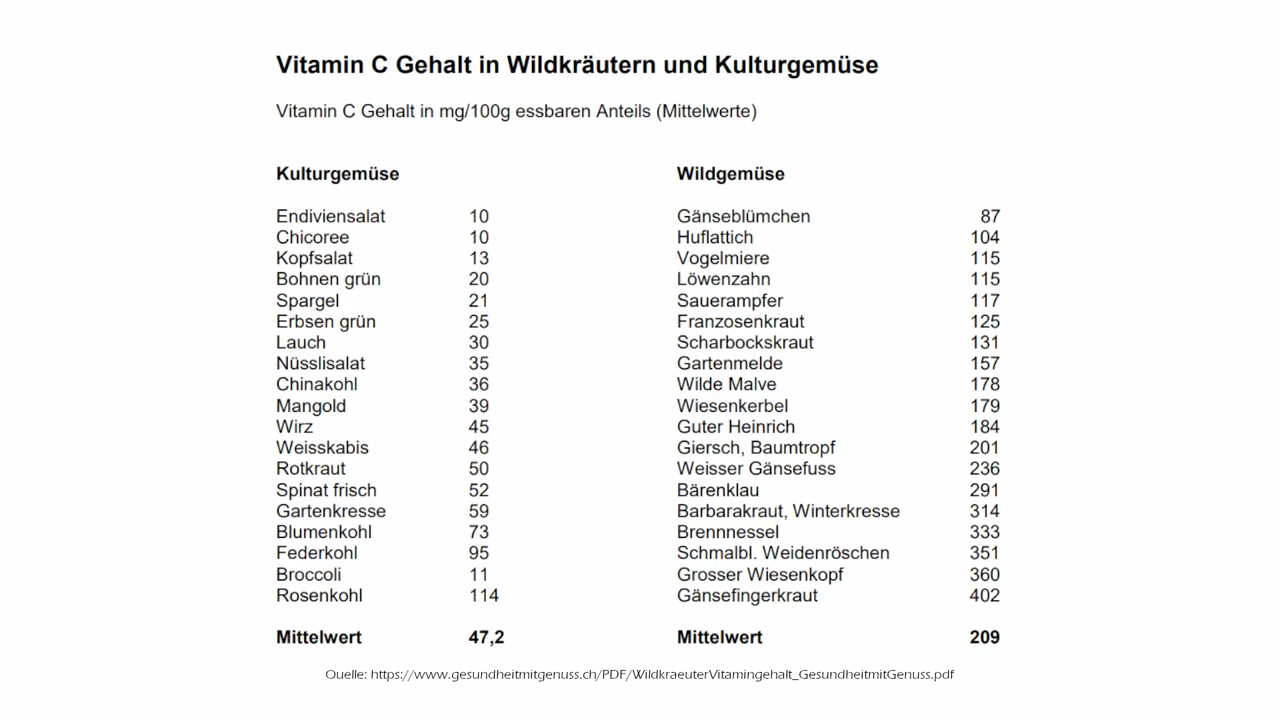 Vitamin C Gehalt in Wildkräutern und Kulturgemüse
Vitamin C Gehalt in mg/100g essbaren Anteils (Mittelwerte)
Kulturgemüse
Endiviensalat 10
Chicoree 10
Kopfsalat 13
Bohnen grün 20
Spargel 21
Erbsen grün 25
Lauch 30
Nüsslisalat 35
Chinakohl 36
Mangold 39
Wirz 45
Weisskabis 46
Rotkraut 50
Spinat frisch 52
Gartenkresse 59
Blumenkohl 73
Federkohl 95
Broccoli 11
Rosenkohl 114
Mittelwert 47,2
Wildgemüse
Gänseblümchen 87
Huflattich 104
Vogelmiere 115
Löwenzahn 115
Sauerampfer 117
Franzosenkraut 125
Scharbockskraut 131
Gartenmelde 157
Wilde Malve 178
Wiesenkerbel 179
Guter Heinrich 184
Giersch, Baumtropf 201
Weisser Gänsefuss 236
Bärenklau 291
Barbarakraut, Winterkresse 314
Brennnessel 333
Schmalbl. Weidenröschen 351
Grosser Wiesenkopf 360
Gänsefingerkraut 402
Mittelwert 209
Quelle: https://www.gesundheitmitgenuss.ch/PDF/WildkraeuterVitamingehalt_GesundheitmitGenuss.pdf